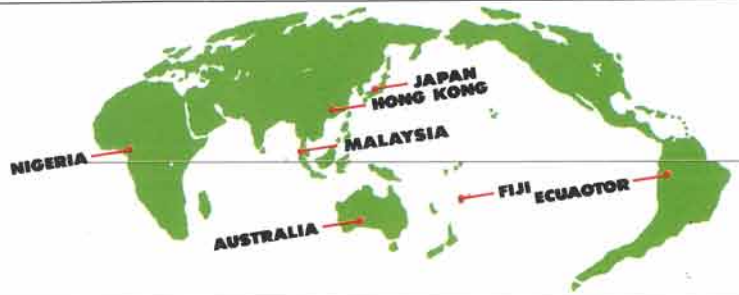 JAPAN
HONG KONG
MALAYSIA
NIGERIA
FIJI
ECUAOTOR
AUSTRALIA